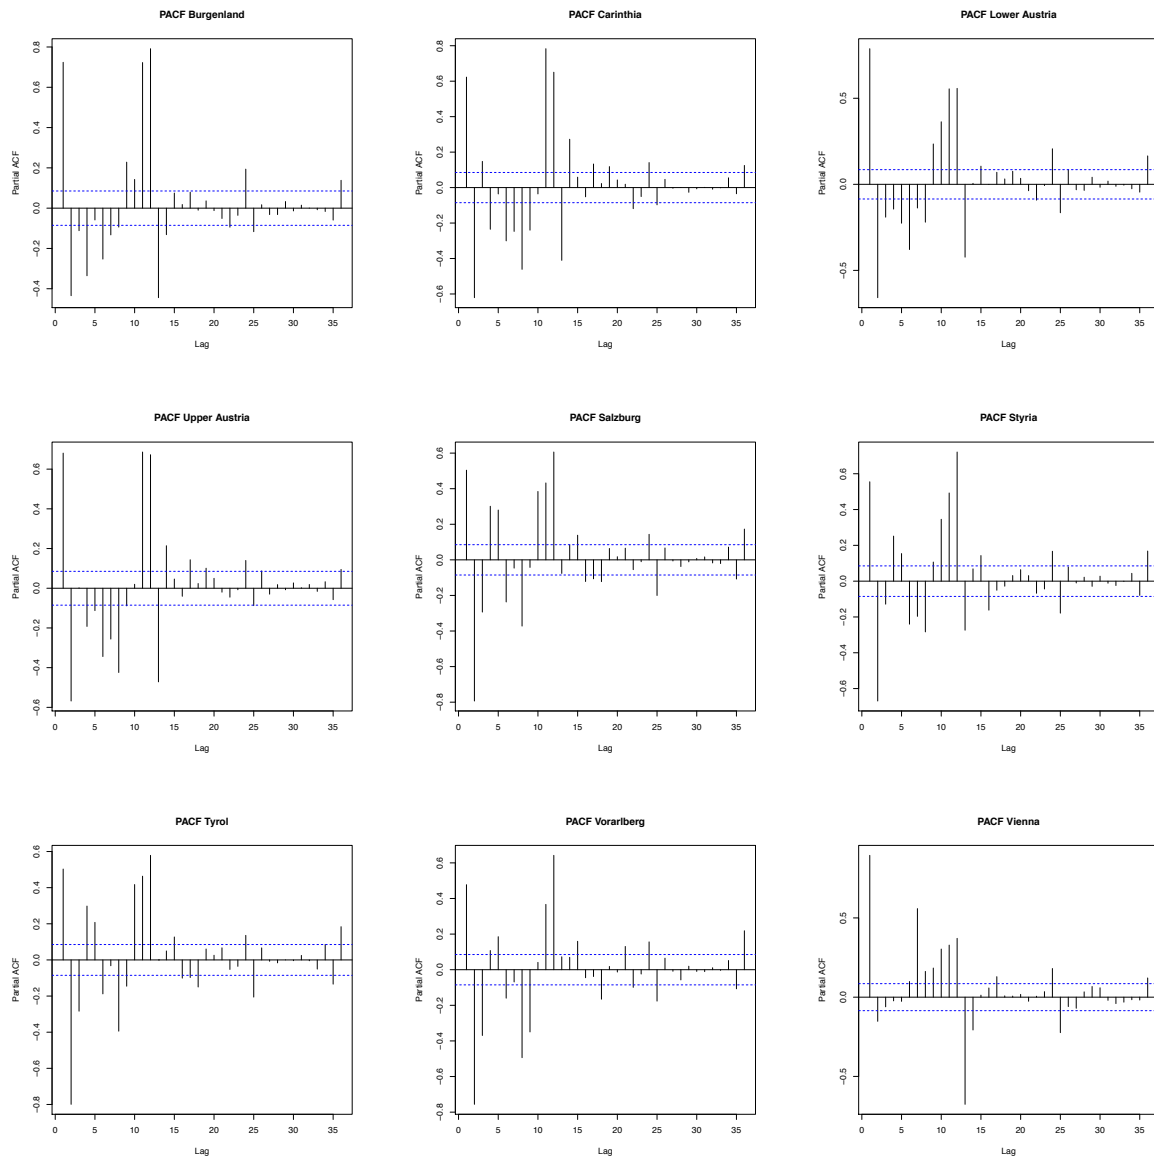 PACF Burgenland
PACF Carinthia
PACF Lower Austria
Partial ACF
0.8
0.6
0.4
0.2
0.0
−0.2
−0.4
0 5 10 15 20 25 30 35
Lag
Partial ACF
0.8
0.6
0.4
0.2
0.0
−0.2
−0.4
−0.6
0 5 10 15 20 25 30 35
Lag
Partial ACF
0.5
0.0
−0.5
0 5 10 15 20 25 30 35
Lag
PACF Upper Austria
PACF Salzburg
PACF Styria
Partial ACF
0.6
0.4
0.2
0.0
−0.2
−0.4
−0.6
0 5 10 15 20 25 30 35
Lag
Partial ACF
0.6
0.4
0.2
0.0
−0.2
−0.4
−0.6
−0.8
0 5 10 15 20 25 30 35
Lag
Partial ACF
0.6
0.4
0.2
0.0
−0.2
−0.4
−0.6
0 5 10 15 20 25 30 35
Lag
PACF Tyrol
PACF Vorarlberg
PACF Vienna
Partial ACF
0.6
0.4
0.2
0.0
−0.2
−0.4
−0.6
−0.8
0 5 10 15 20 25 30 35
Lag
Partial ACF
0.6
0.4
0.2
0.0
−0.2
−0.4
−0.6
−0.8
0 5 10 15 20 25 30 35
Lag
Partial ACF
0.5
0.0
−0.5
0 5 10 15 20 25 30 35
Lag